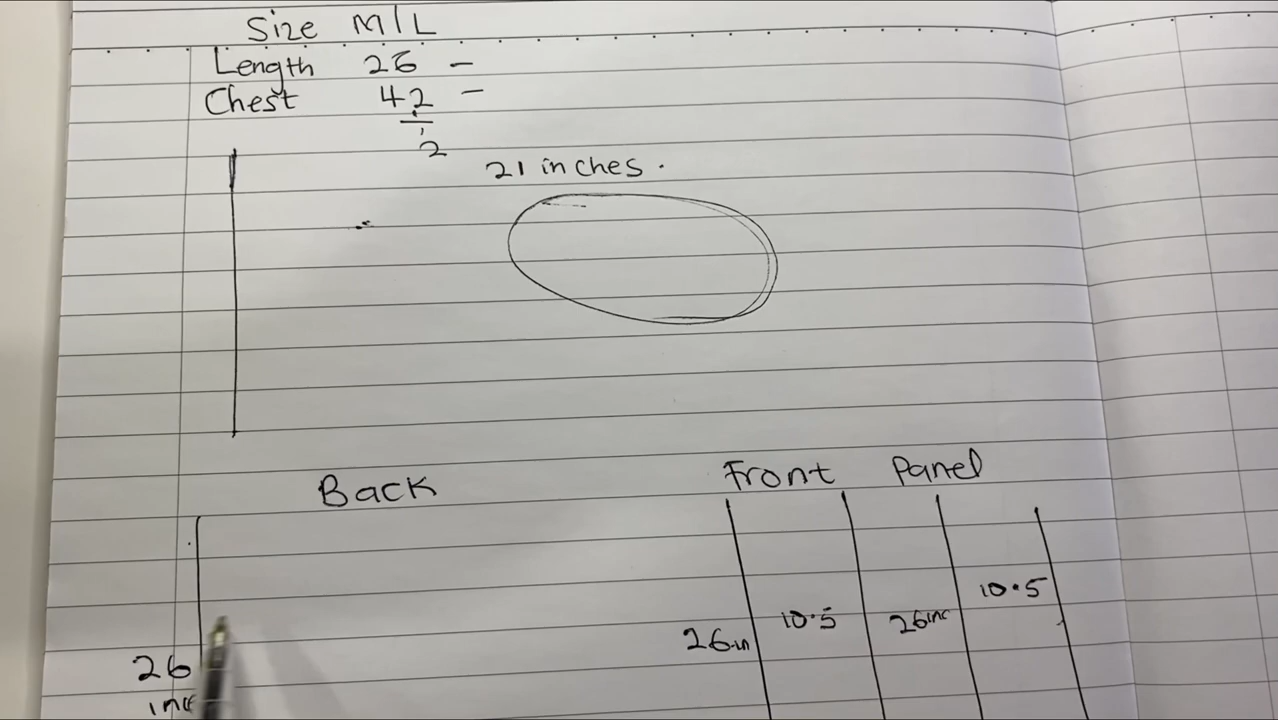 Size M/L
Length 26 -
Chest 42 -
2
21 inches.
Back
Front Panel
10.5
26in 10.5 26inc
26
inc